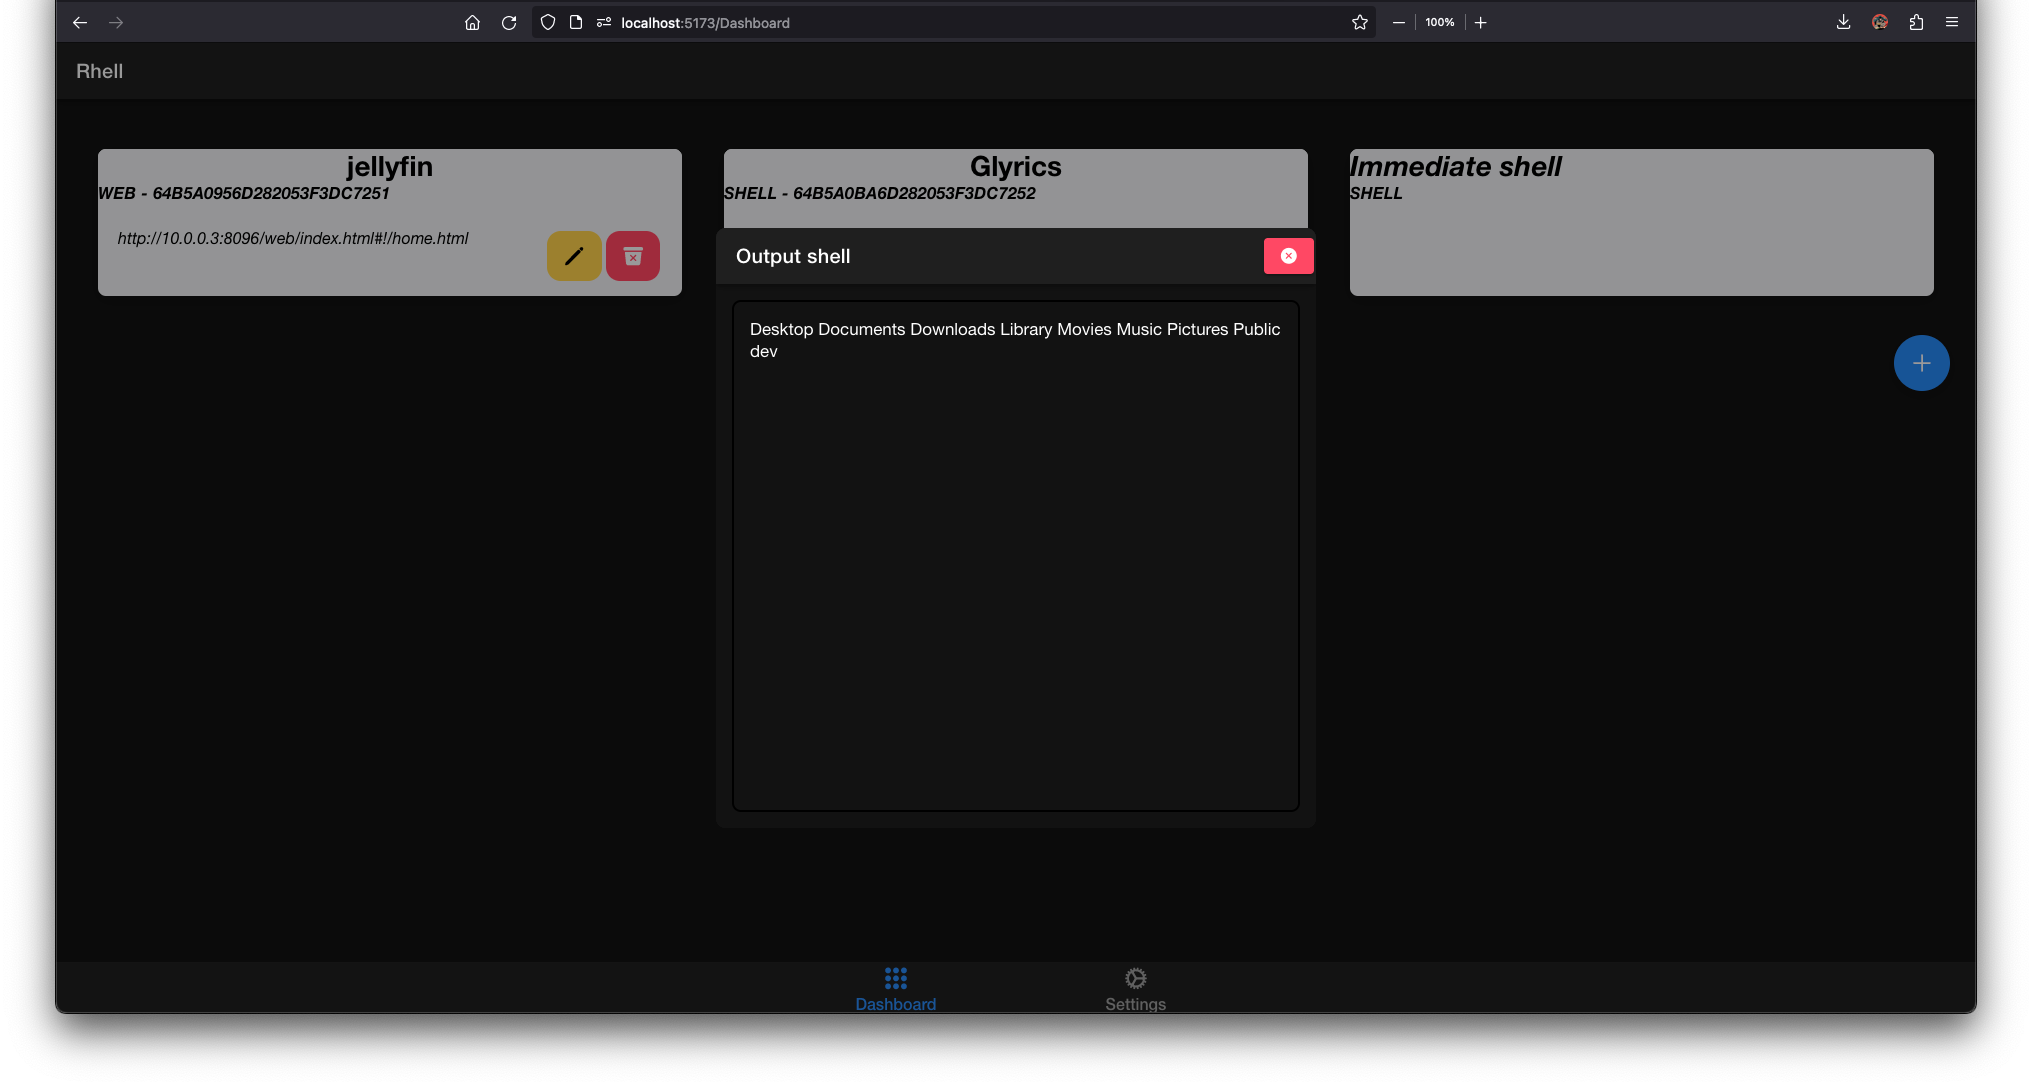 localhost:5173/Dashboard
100%
Rhell
jellyfin
WEB - 64B5A0956D282053F3DC7251
http://10.0.0.3:8096/web/index.html#!/home.html
Glyrics
SHELL - 64B5A0BA6D282053F3DC7252
Immediate shell
SHELL
Output shell
Desktop Documents Downloads Library Movies Music Pictures Public
dev
Dashboard
Settings